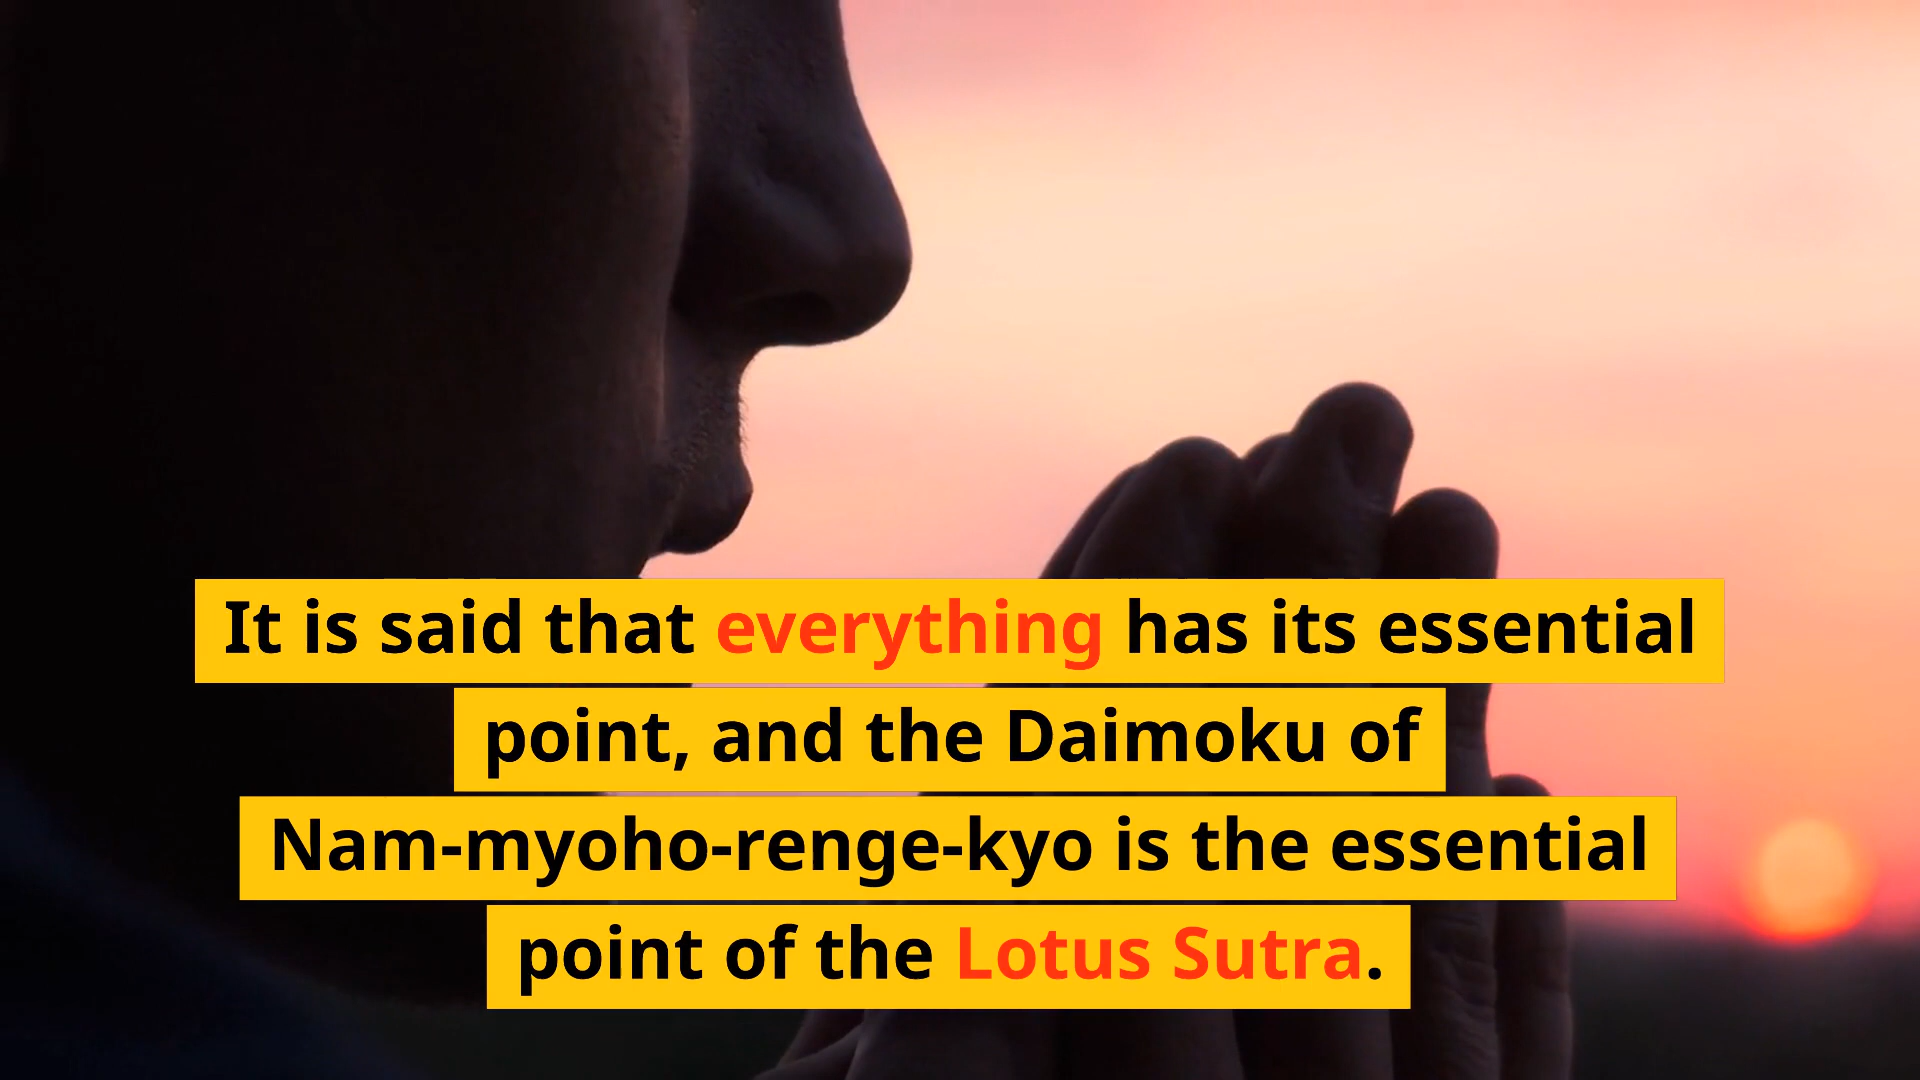 It is said that everything has its essential
point, and the Daimoku of
Nam-myoho-renge-kyo is the essential
point of the Lotus Sutra.